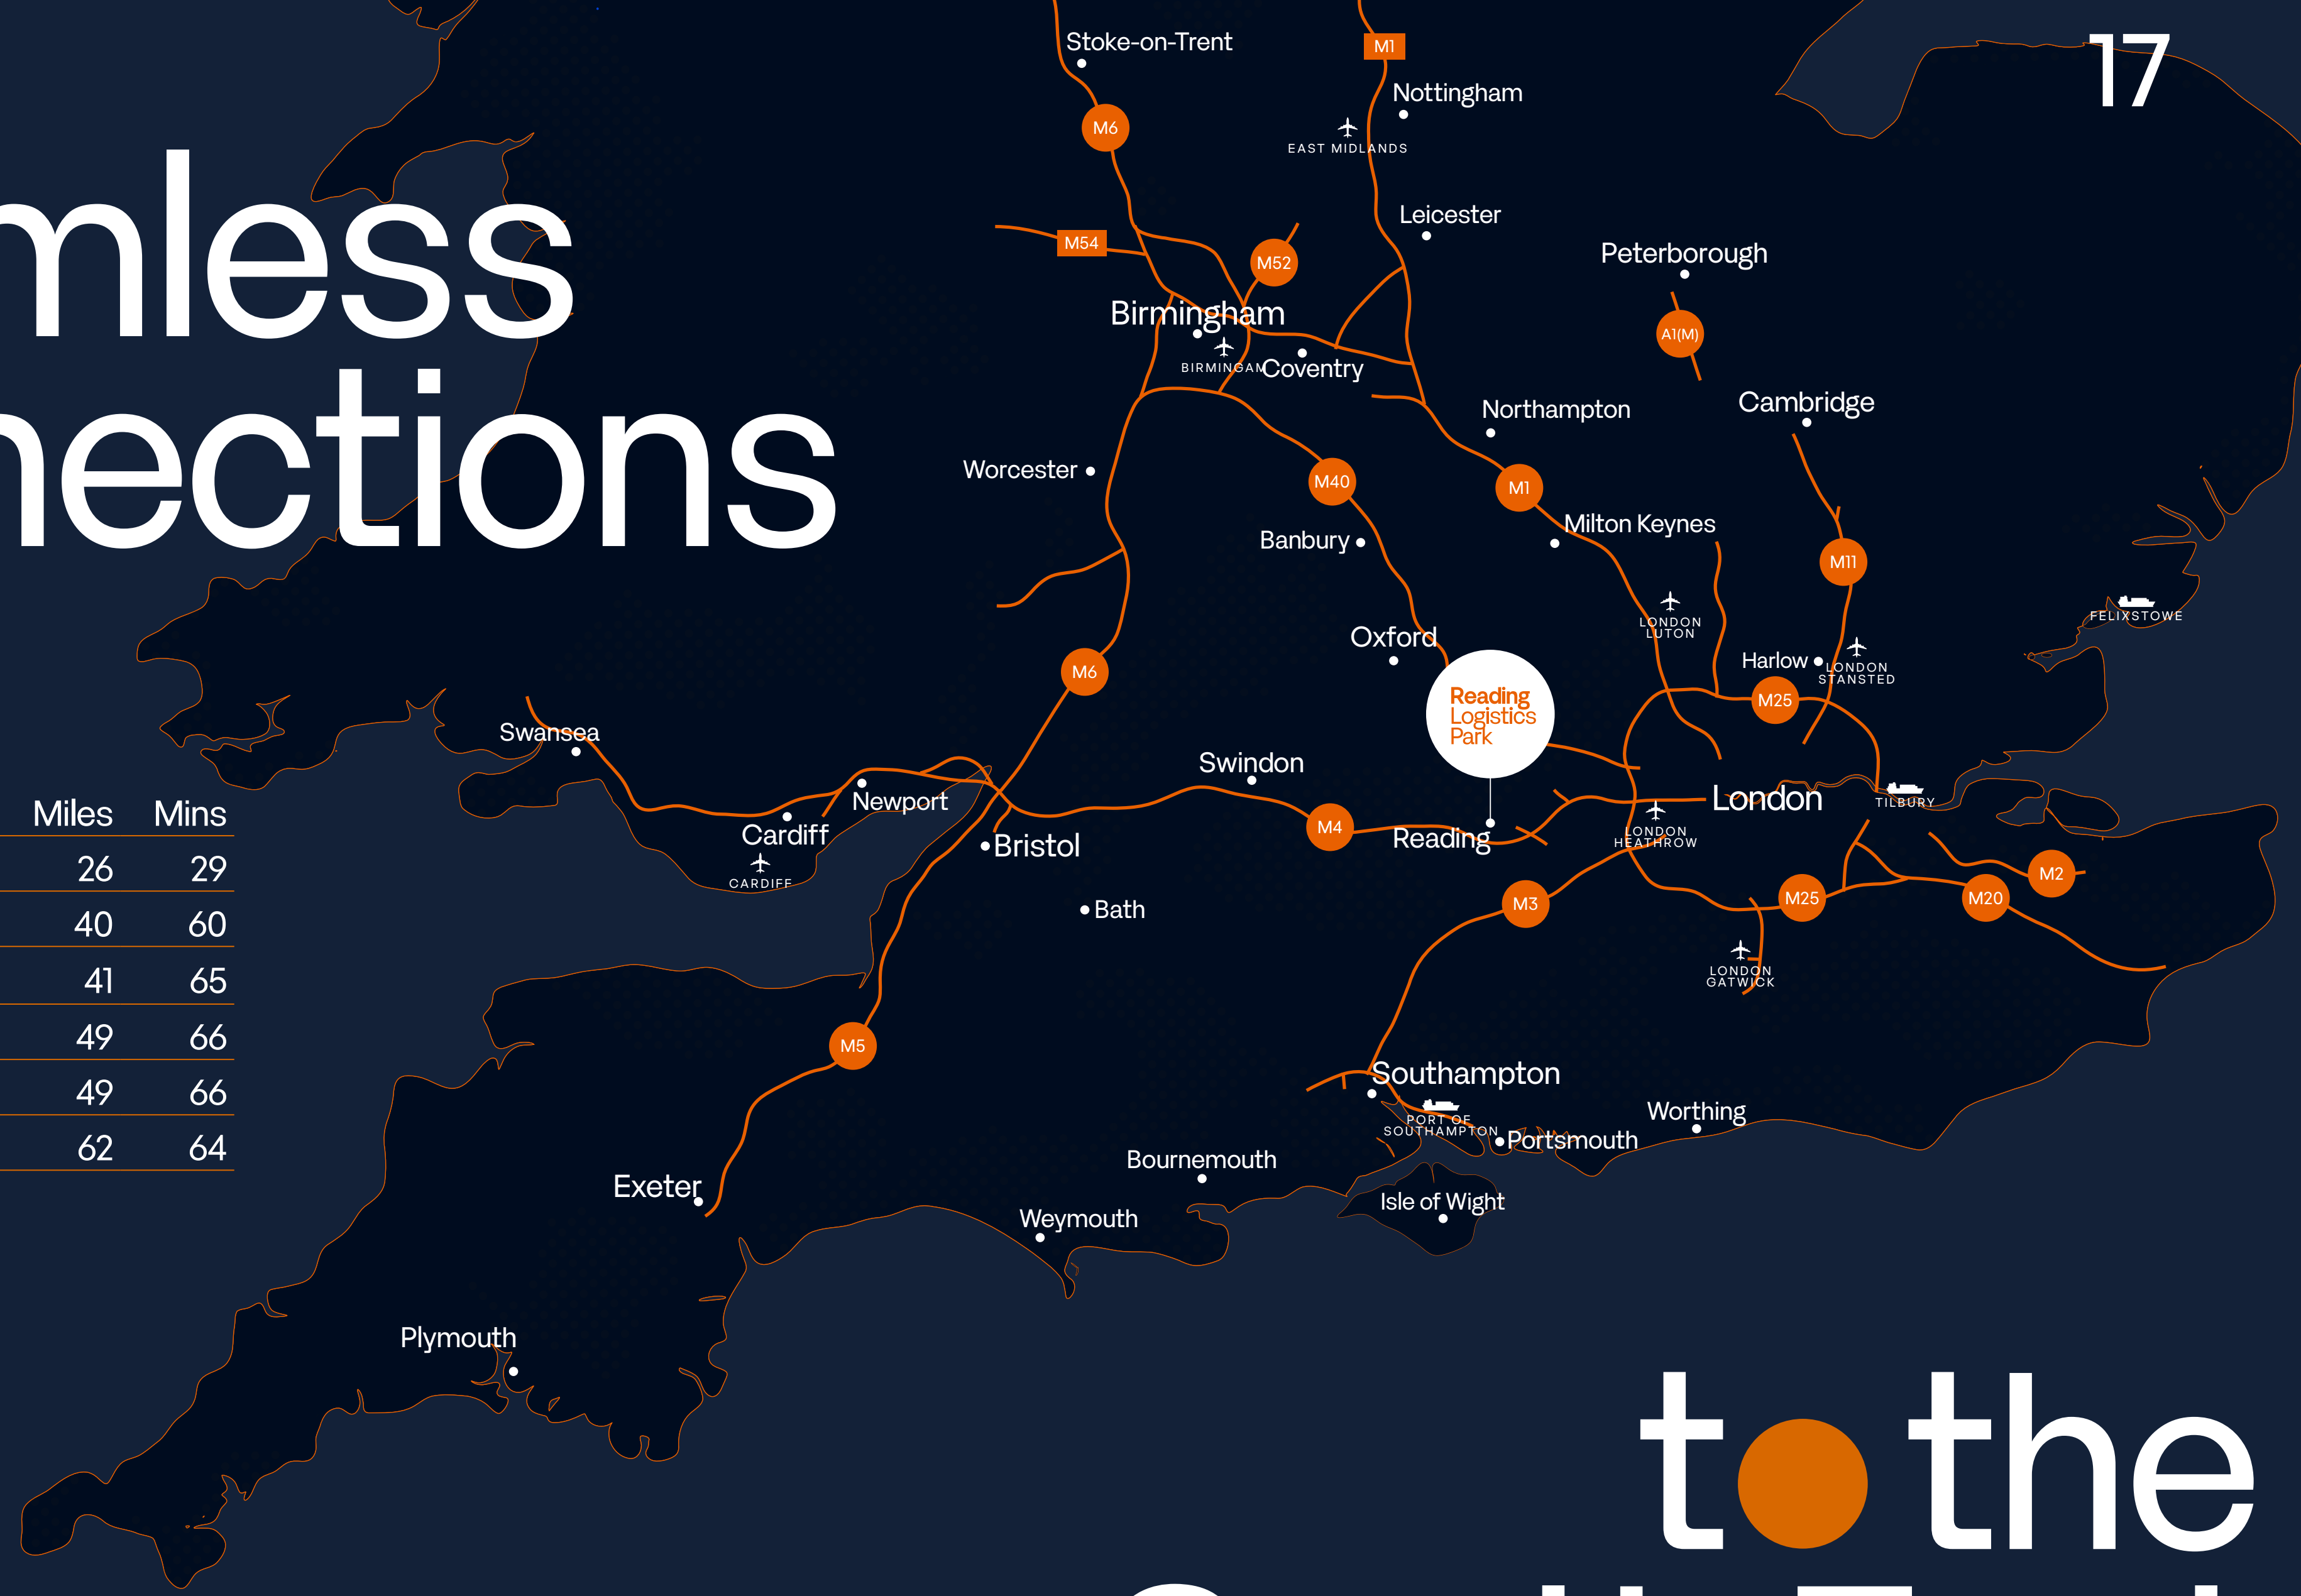 17
mless
nections
Stoke-on-Trent
M1
Nottingham
M6
EAST MIDLANDS
Leicester
M54
M52
Peterborough
Birmingham
A1(M)
BIRMINGAM
Coventry
Cambridge
Northampton
Worcester
M40
M1
Milton Keynes
Banbury
M11
FELIXSTOWE
LONDON
LUTON
Oxford
Harlow
LONDON
STANSTED
M6
M25
Reading
Logistics
Park
Swansea
Swindon
Newport
London
TILBURY
Cardiff
CARDIFF
Bristol
M4
Reading
LONDON
HEATHROW
M2
M25
M20
M3
Bath
LONDON
GATWICK
M5
Southampton
PORT OF
SOUTHAMPTON
Portsmouth
Worthing
Bournemouth
Isle of Wight
Exeter
Weymouth
Plymouth
Miles Mins
26 29
40 60
41 65
49 66
49 66
62 64
to the